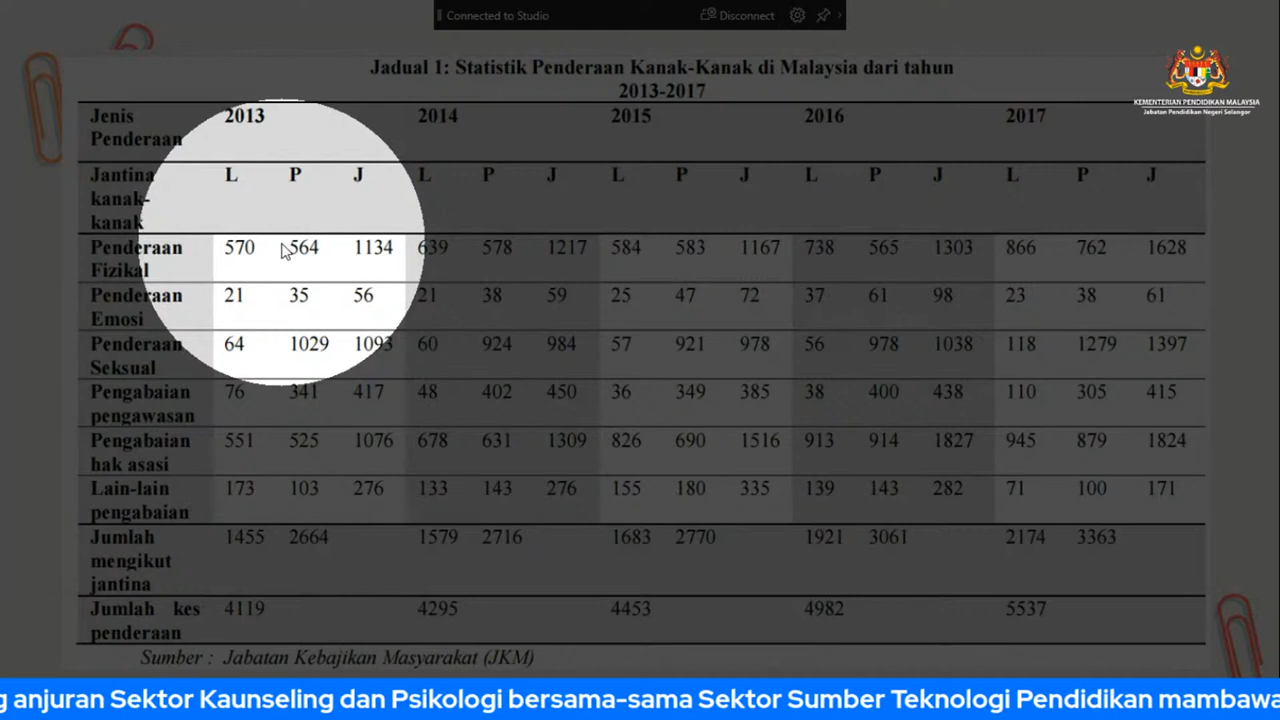 Connected to Studio Disconnect
Jadual 1: Statistik Penderaan Kanak-Kanak di Malaysia dari tahun
2013-2017
KEMENTERIAN PENDIDIKAN MALAYSIA
Jabatan Pendidikan Negeri Selangor
Jenis 2013 2014 2015 2016 2017
Penderaan
Jantina L P J L P J L P J L P J L P J
kanak-
kanak
Penderaan 570 564 1134 639 578 1217 584 583 1167 738 565 1303 866 762 1628
Fizikal
Penderaan 21 35 56 21 38 59 25 47 72 37 61 98 23 38 61
Emosi
Penderaan 64 1029 1093 60 924 984 57 921 978 56 978 1038 118 1279 1397
Seksual
Pengabaian 76 341 417 48 402 450 36 349 385 38 400 438 110 305 415
pengawasan
Pengabaian 551 525 1076 678 631 1309 826 690 1516 913 914 1827 945 879 1824
hak asasi
Lain-lain 173 103 276 133 143 276 155 180 335 139 143 282 71 100 171
pengabaian
Jumlah 1455 2664 1579 2716 1683 2770 1921 3061 2174 3363
mengikut
jantina
Jumlah kes 4119 4295 4453 4982 5537
penderaan
Sumber : Jabatan Kebajikan Masyarakat (JKM)
g anjuran Sektor Kaunseling dan Psikologi bersama-sama Sektor Sumber Teknologi Pendidikan mambawa